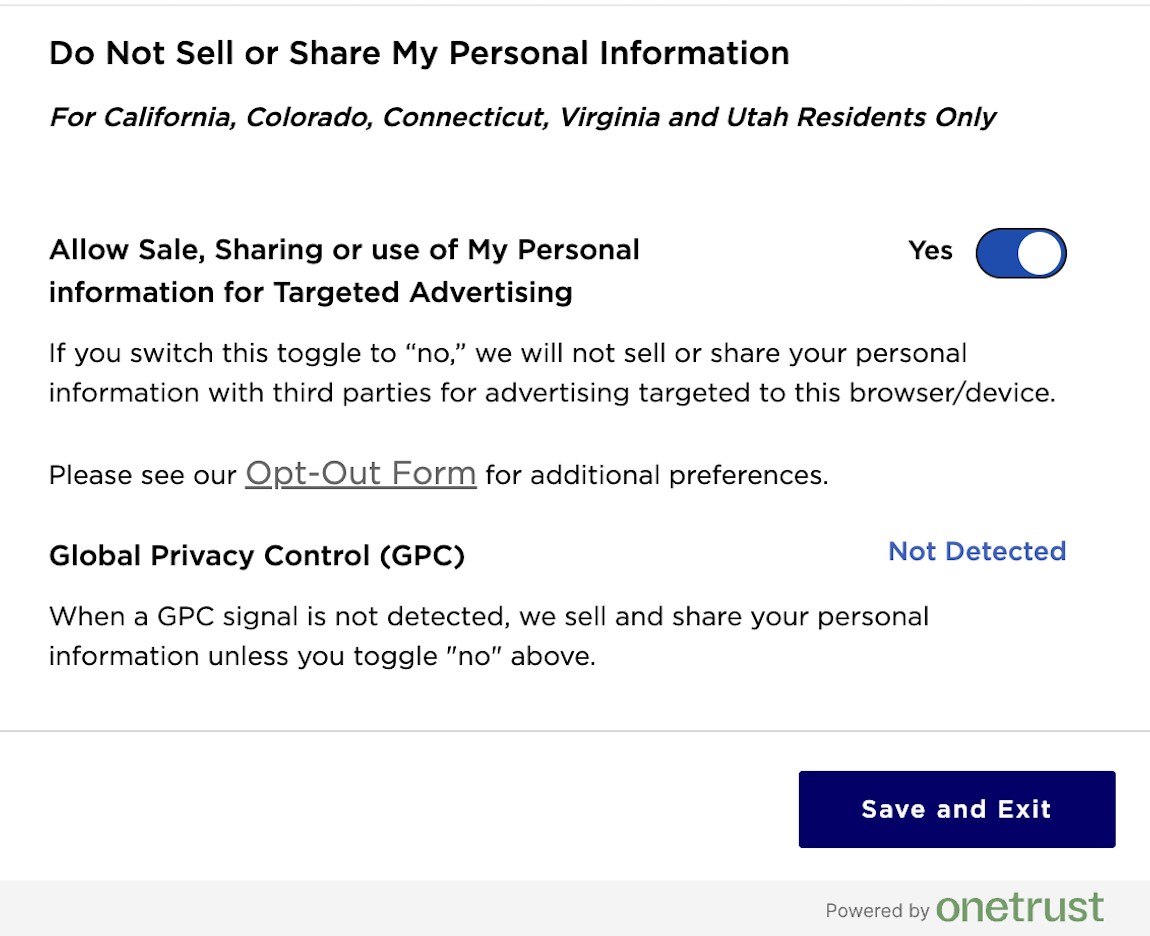 Do Not Sell or Share My Personal Information
For California, Colorado, Connecticut, Virginia and Utah Residents Only
Allow Sale, Sharing or use of My Personal
information for Targeted Advertising
Yes
If you switch this toggle to “no,” we will not sell or share your personal
information with third parties for advertising targeted to this browser/device.
Please see our Opt-Out Form for additional preferences.
Global Privacy Control (GPC)
Not Detected
When a GPC signal is not detected, we sell and share your personal
information unless you toggle "no" above.
Save and Exit
Powered by onetrust